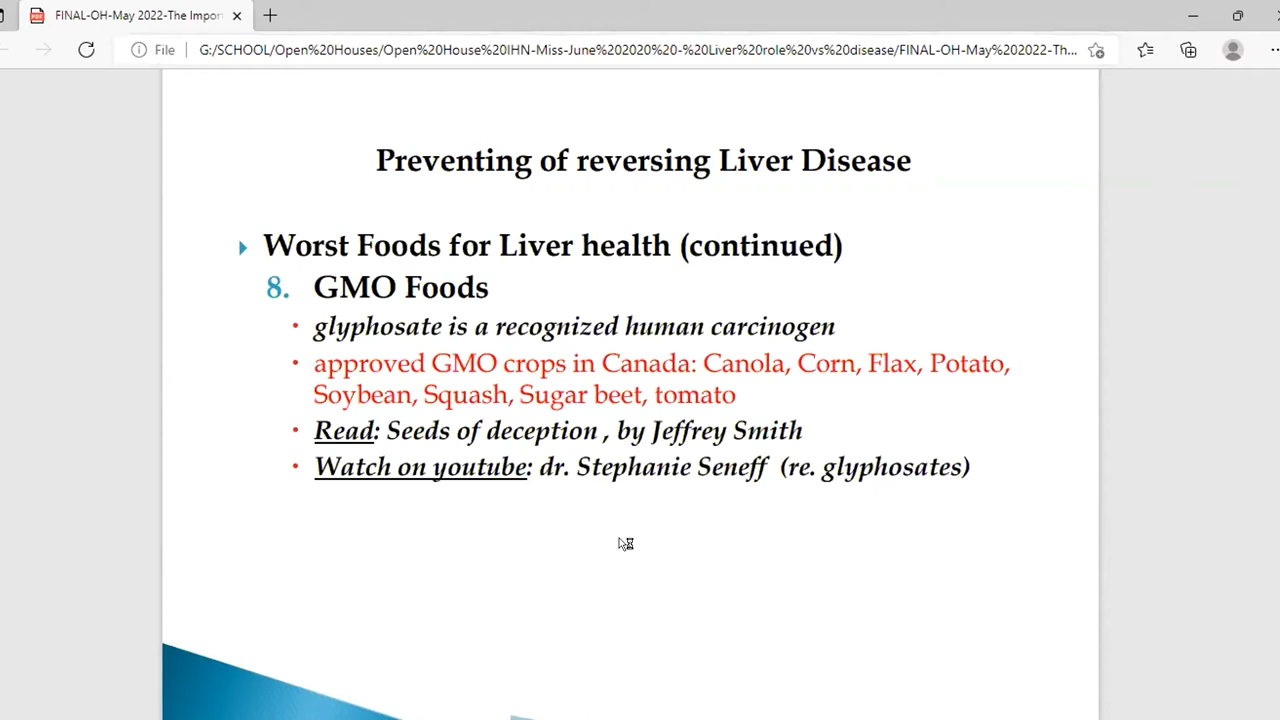 FINAL-OH-May 2022-The Impor
File
G:/SCHOOL/Open%20Houses/Open%20House%20IHN-Miss-June%202020%20-%20Liver%20role%20vs%20disease/FINAL-OH-May%202022-Th...
Preventing of reversing Liver Disease
Worst Foods for Liver health (continued)
8. GMO Foods
• glyphosate is a recognized human carcinogen
• approved GMO crops in Canada: Canola, Corn, Flax, Potato,
Soybean, Squash, Sugar beet, tomato
• Read: Seeds of deception , by Jeffrey Smith
• Watch on youtube: dr. Stephanie Seneff (re. glyphosates)